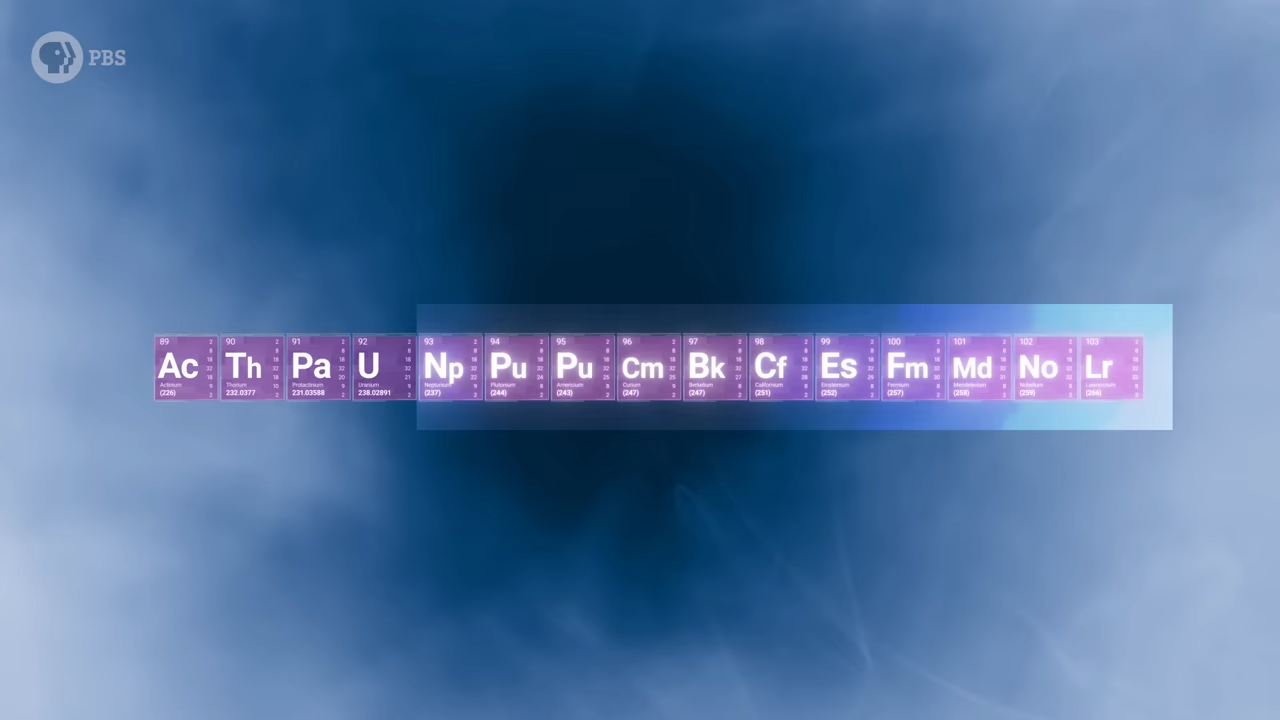 PBS
89 90 91 92 93 94 95 96 97 98 99 100 101 102 103
Ac Th Pa U Np Pu Pu Cm Bk Cf Es Fm Md No Lr
Actinium Thorium Protactinium Uranium Neptunium Plutonium Americium Curium Berkelium Californium Einsteinium Fermium Mendelevium Nobelium Lawrencium
(226) 232.0377 231.03588 238.02891 (237) (244) (243) (247) (247) (251) (252) (257) (258) (259) (266)